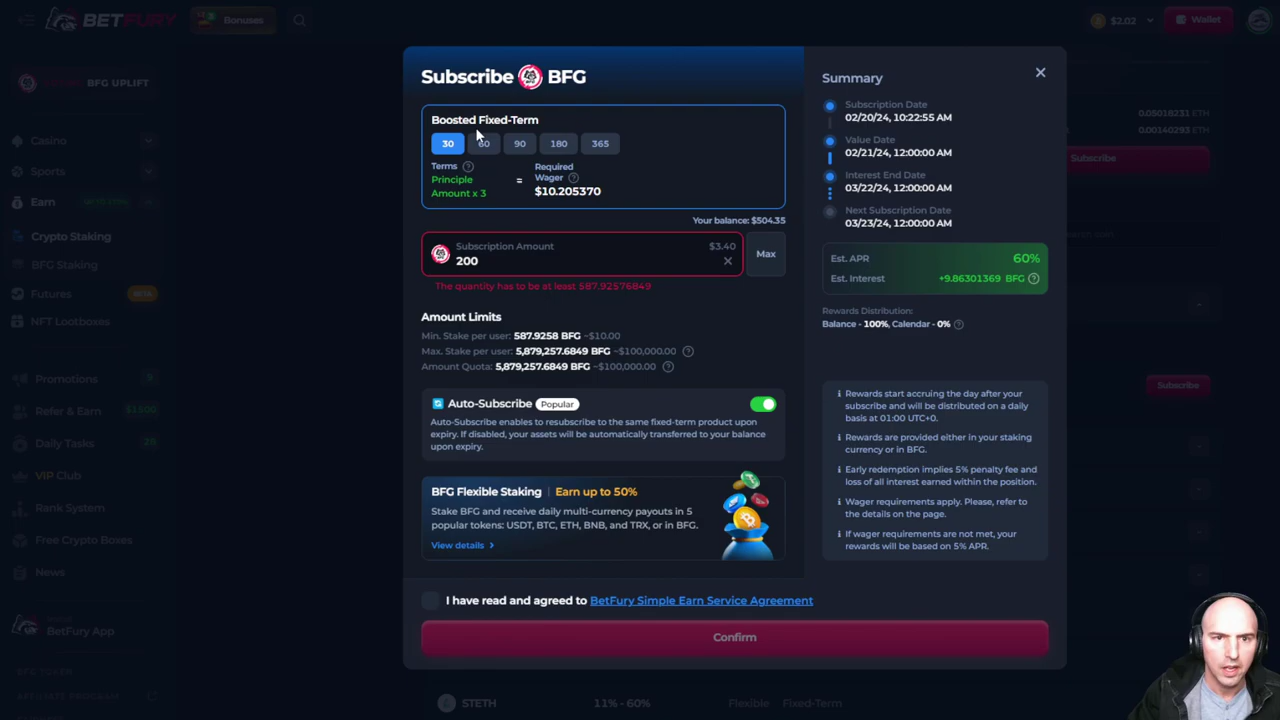 BETFURY
Bonuses
$2.02
Wallet
BFG UPLIFT
Casino
Sports
Earn
Crypto Staking
BFG Staking
Futures
BETA
NFT Lootboxes
Promotions
Refer & Earn
Daily Tasks
VIP Club
Rank System
Free Crypto Boxes
News
BetFury App
Subscribe BFG
Boosted Fixed-Term
30 60 90 180 365
Terms
Principle
Amount x 3
=
Required
Wager
$10.205370
Your balance: $504.35
Subscription Amount
200
$3.40
Max
The quantity has to be at least 587.92576849
Amount Limits
Min. Stake per user: 587.9258 BFG ~$10.00
Max. Stake per user: 5,879,257.6849 BFG ~$100,000.00
Amount Quota: 5,879,257.6849 BFG ~$100,000.00
Auto-Subscribe Popular
Auto-Subscribe enables to resubscribe to the same fixed-term product upon
expiry. If disabled, your assets will be automatically transferred to your balance
upon expiry.
BFG Flexible Staking | Earn up to 50%
Stake BFG and receive daily multi-currency payouts in 5
popular tokens: USDT, BTC, ETH, BNB, and TRX, or in BFG.
View details
I have read and agreed to BetFury Simple Earn Service Agreement
Confirm
Summary
Subscription Date
02/20/24, 10:22:55 AM
Value Date
02/21/24, 12:00:00 AM
Interest End Date
03/22/24, 12:00:00 AM
Next Subscription Date
03/23/24, 12:00:00 AM
Est. APR 60%
Est. Interest +9.86301369 BFG
Rewards Distribution:
Balance - 100%, Calendar - 0%
Rewards start accruing the day after your
subscribe and will be distributed on a daily
basis at 01:00 UTC+0.
Rewards are provided either in your staking
currency or in BFG.
Early redemption implies 5% penalty fee and
loss of all interest earned within the position.
Wager requirements apply. Please, refer to
the details on the page.
If wager requirements are not met, your
rewards will be based on 5% APR.
0.05018231 ETH
0.00140293 ETH
Subscribe
Subscribe
STETH 11% - 60% Flexible Fixed-Term